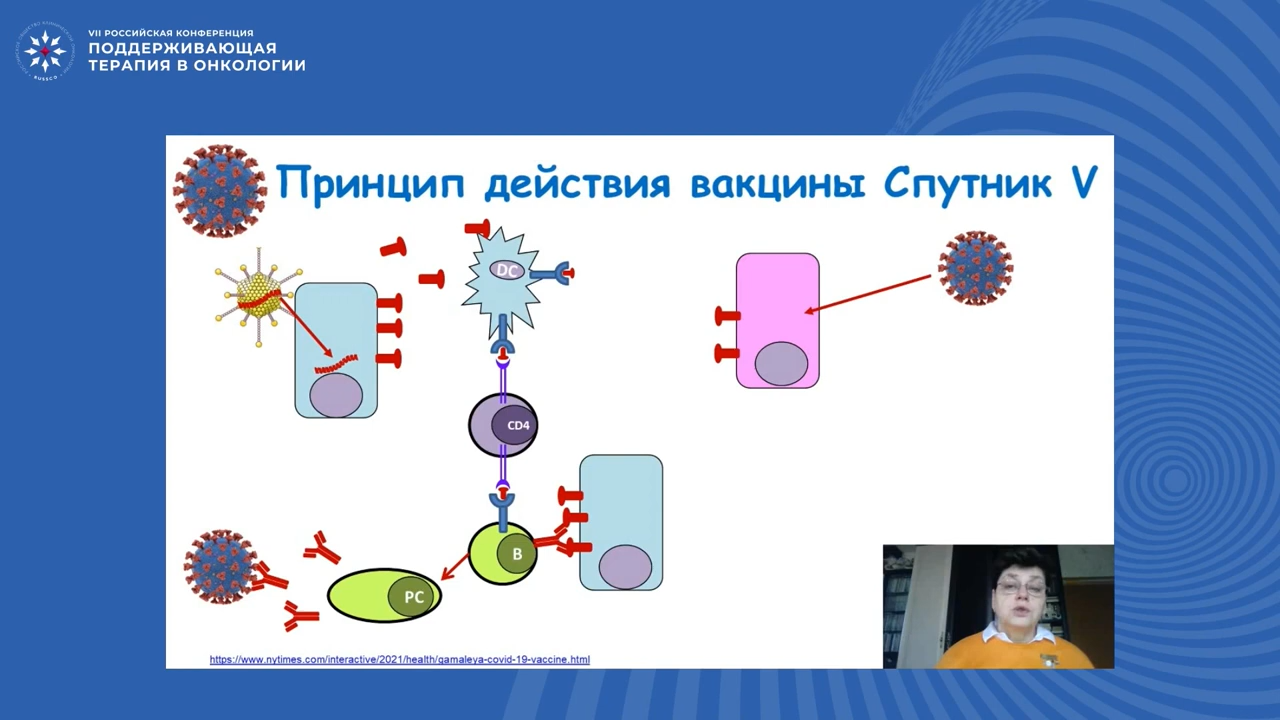 VII РОССИЙСКАЯ КОНФЕРЕНЦИЯ
ПОДДЕРЖИВАЮЩАЯ
ТЕРАПИЯ В ОНКОЛОГИИ
Принцип действия вакцины Спутник V
DC
CD4
B
PC
https://www.nytimes.com/interactive/2021/health/gamaleya-covid-19-vaccine.html